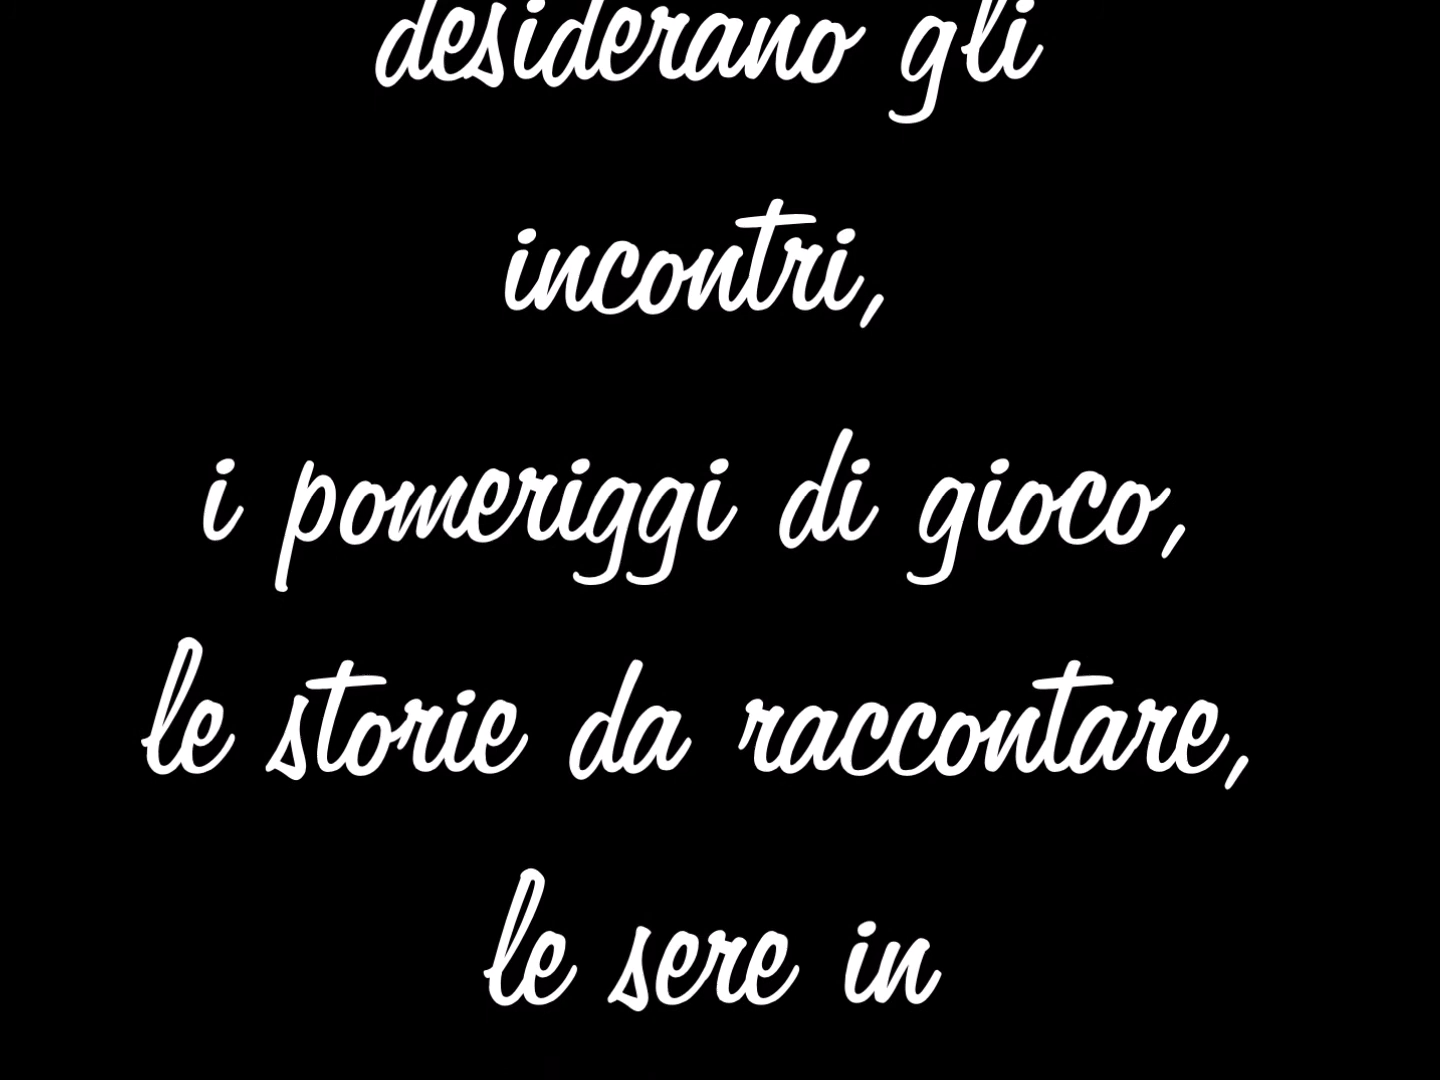 desiderano gli
incontri,
i pomeriggi di gioco,
le storie da raccontare,
le sere in